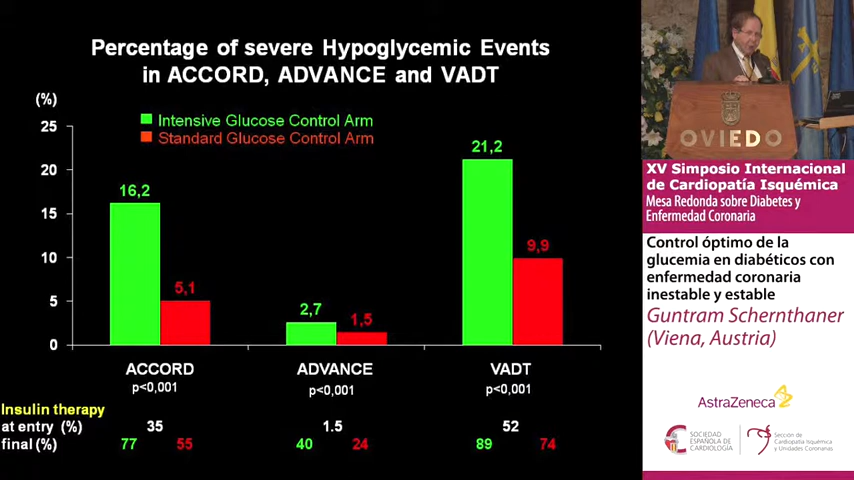 Percentage of severe Hypoglycemic Events
in ACCORD, ADVANCE and VADT
(%)
Intensive Glucose Control Arm
Standard Glucose Control Arm
25
20
15
10
5
0
16,2
5,1
2,7
1,5
21,2
9,9
ACCORD
p<0,001
ADVANCE
p<0,001
VADT
p<0,001
Insulin therapy
at entry (%) 35 1.5 52
final (%) 77 55 40 24 89 74
OVIEDO
XV Simposio Internacional
de Cardiopatía Isquémica
Mesa Redonda sobre Diabetes y
Enfermedad Coronaria
Control óptimo de la
glucemia en diabéticos con
enfermedad coronaria
inestable y estable
Guntram Schernthaner
(Viena, Austria)
AstraZeneca
SOCIEDAD
ESPAÑOLA DE
CARDIOLOGÍA
Sección de
Cardiopatía Isquémica
y Unidades Coronarias